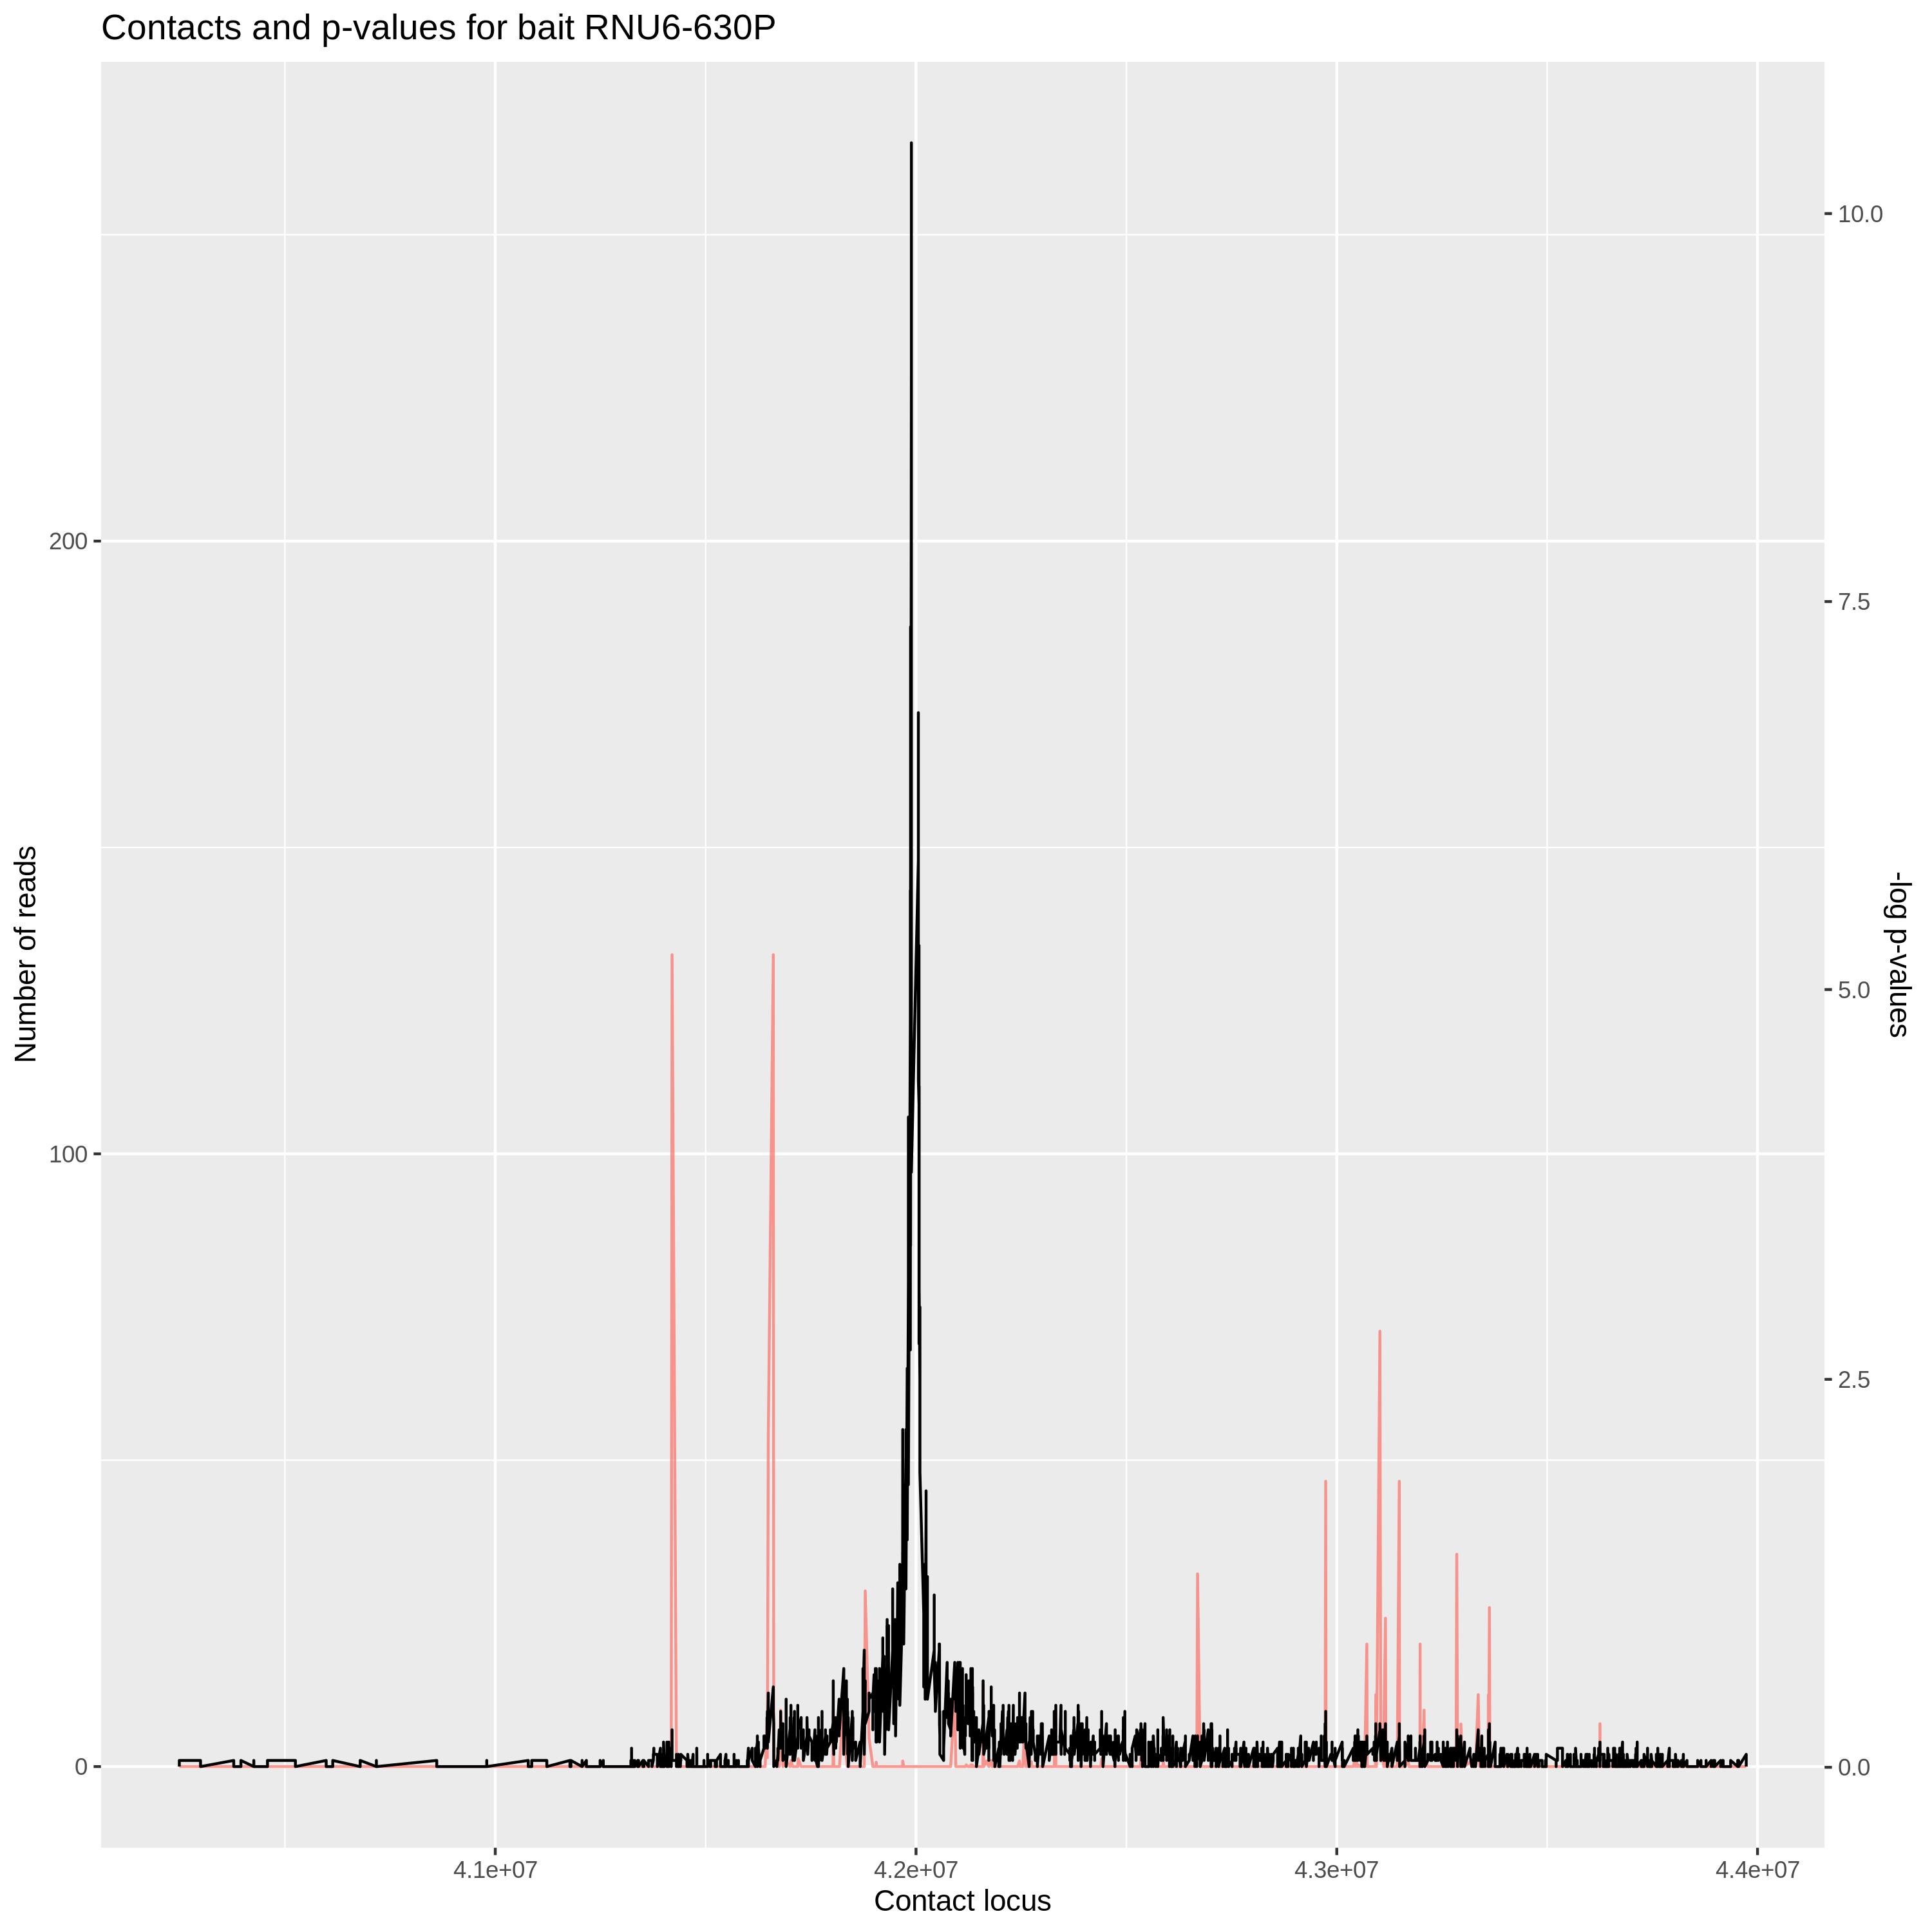 Contacts and p-values for bait RNU6-630P
Number of reads
200
100
0
10.0
7.5
5.0
2.5
0.0
-log p-values
4.1e+07
4.2e+07
4.3e+07
4.4e+07
Contact locus